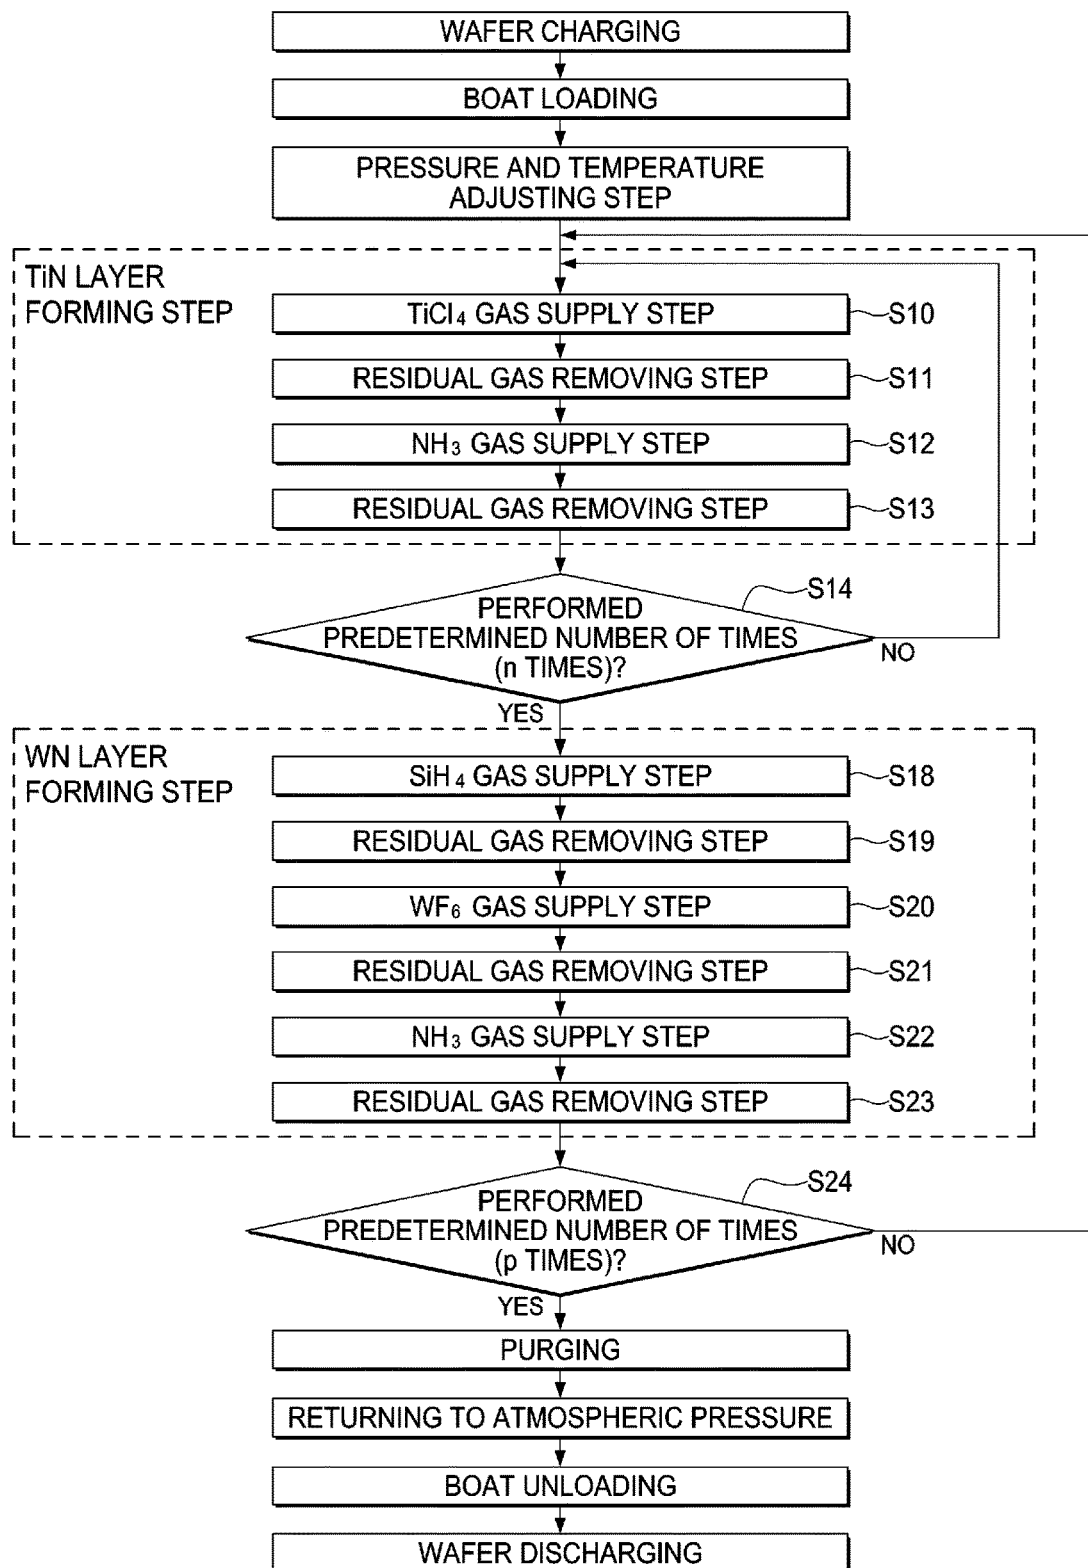 WAFER CHARGING
BOAT LOADING
PRESSURE AND TEMPERATURE
ADJUSTING STEP
TiN LAYER
FORMING STEP
TiCl₄ GAS SUPPLY STEP
S10
RESIDUAL GAS REMOVING STEP
S11
NH₃ GAS SUPPLY STEP
S12
RESIDUAL GAS REMOVING STEP
S13
S14
PERFORMED
PREDETERMINED NUMBER OF TIMES
(n TIMES)?
NO
YES
WN LAYER
FORMING STEP
SiH₄ GAS SUPPLY STEP
S18
RESIDUAL GAS REMOVING STEP
S19
WF₆ GAS SUPPLY STEP
S20
RESIDUAL GAS REMOVING STEP
S21
NH₃ GAS SUPPLY STEP
S22
RESIDUAL GAS REMOVING STEP
S23
S24
PERFORMED
PREDETERMINED NUMBER OF TIMES
(p TIMES)?
NO
YES
PURGING
RETURNING TO ATMOSPHERIC PRESSURE
BOAT UNLOADING
WAFER DISCHARGING